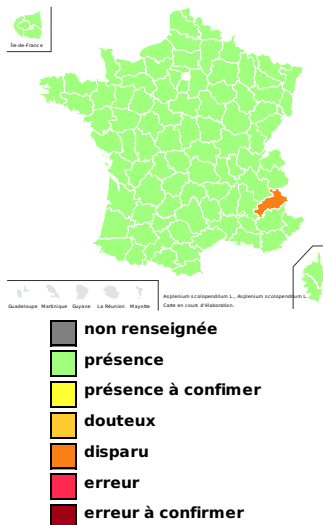 Île-de-France
Guadeloupe Martinique Guyane La Réunion Mayotte
Asplenium scolopendrium L., Asplenium scolopendrium L.
Carte en cours d'élaboration.
non renseignée
présence
présence à confimer
douteux
disparu
erreur
erreur à confirmer